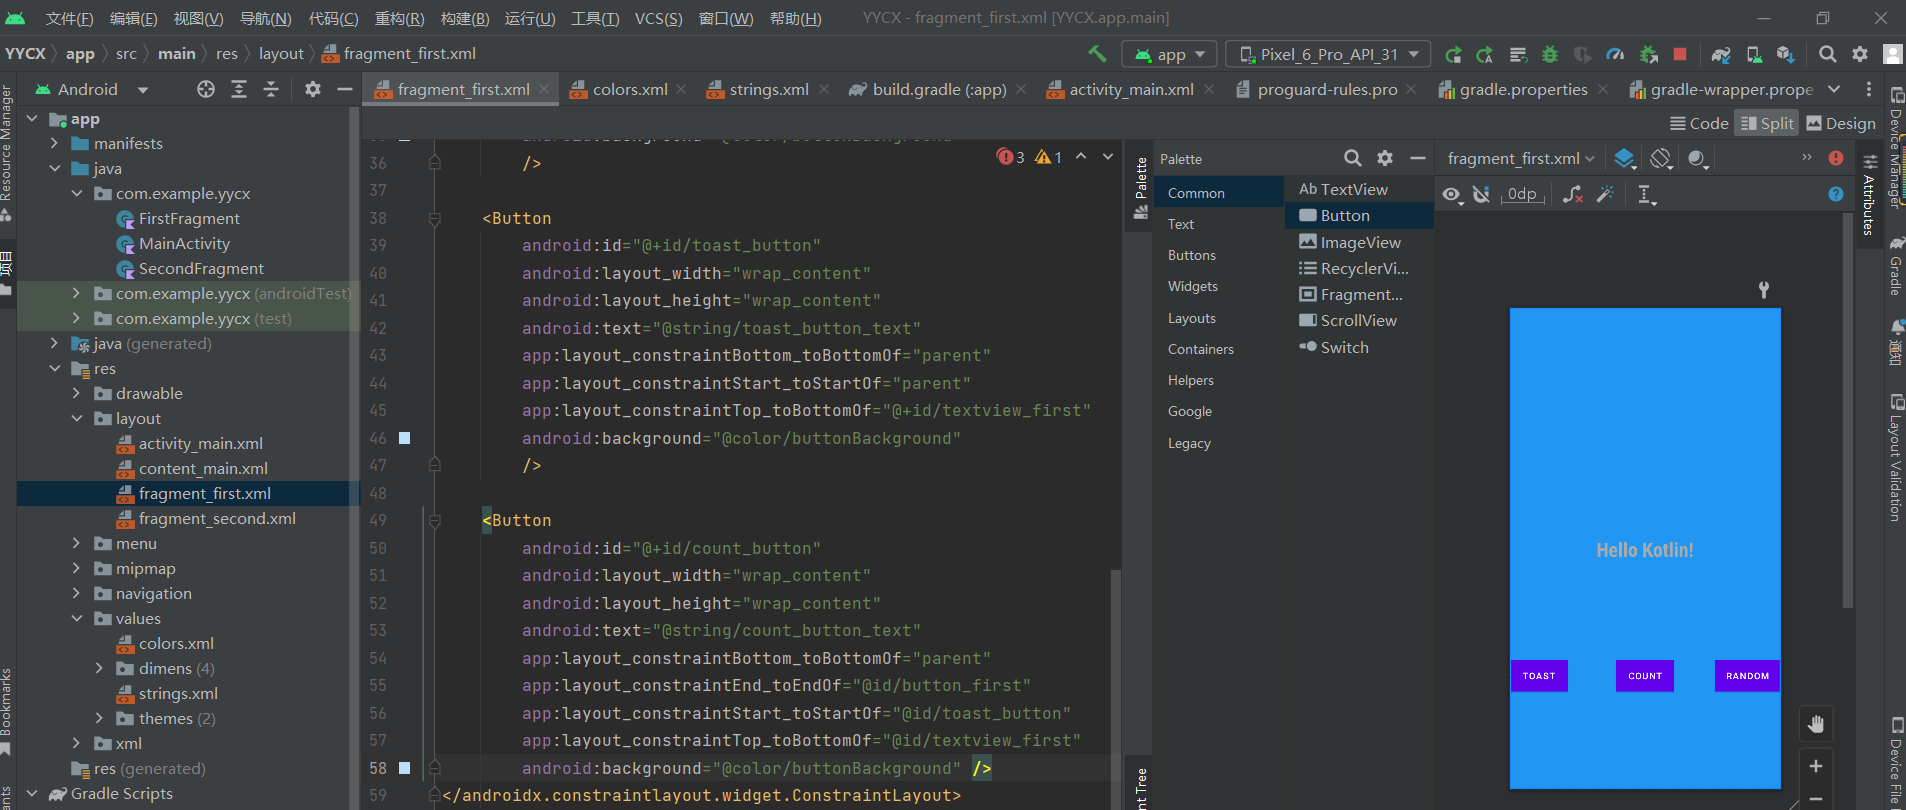 文件(F) 编辑(E) 视图(V) 导航(N) 代码(C) 重构(R) 构建(B) 运行(U) 工具(T) VCS(S) 窗口(W) 帮助(H) YYCX - fragment_first.xml [YYCX.app.main]
YYCX app src main res layout fragment_first.xml app Pixel_6_Pro_API_31
Android fragment_first.xml colors.xml strings.xml build.gradle (:app) activity_main.xml proguard-rules.pro gradle.properties gradle-wrapper.prope
Code Split Design
Resource Manager
项目
Bookmarks
app
manifests
java
com.example.yycx
FirstFragment
MainActivity
SecondFragment
com.example.yycx (androidTest)
com.example.yycx (test)
java (generated)
res
drawable
layout
activity_main.xml
content_main.xml
fragment_first.xml
fragment_second.xml
menu
mipmap
navigation
values
colors.xml
dimens (4)
strings.xml
themes (2)
xml
res (generated)
Gradle Scripts
3 1
36 />
37
38 <Button
39 android:id="@+id/toast_button"
40 android:layout_width="wrap_content"
41 android:layout_height="wrap_content"
42 android:text="@string/toast_button_text"
43 app:layout_constraintBottom_toBottomOf="parent"
44 app:layout_constraintStart_toStartOf="parent"
45 app:layout_constraintTop_toBottomOf="@+id/textview_first"
46 android:background="@color/buttonBackground"
47 />
48
49 <Button
50 android:id="@+id/count_button"
51 android:layout_width="wrap_content"
52 android:layout_height="wrap_content"
53 android:text="@string/count_button_text"
54 app:layout_constraintBottom_toBottomOf="parent"
55 app:layout_constraintEnd_toEndOf="@id/button_first"
56 app:layout_constraintStart_toStartOf="@id/toast_button"
57 app:layout_constraintTop_toBottomOf="@id/textview_first"
58 android:background="@color/buttonBackground" />
59 </androidx.constraintlayout.widget.ConstraintLayout>
Palette
nt Tree
Palette
Common
Text
Buttons
Widgets
Layouts
Containers
Helpers
Google
Legacy
Ab TextView
Button
ImageView
RecyclerVi...
Fragment...
ScrollView
Switch
fragment_first.xml
0dp
Hello Kotlin!
TOAST COUNT RANDOM
Attributes
Device Manager
Gradle
通知
Layout Validation
Device File